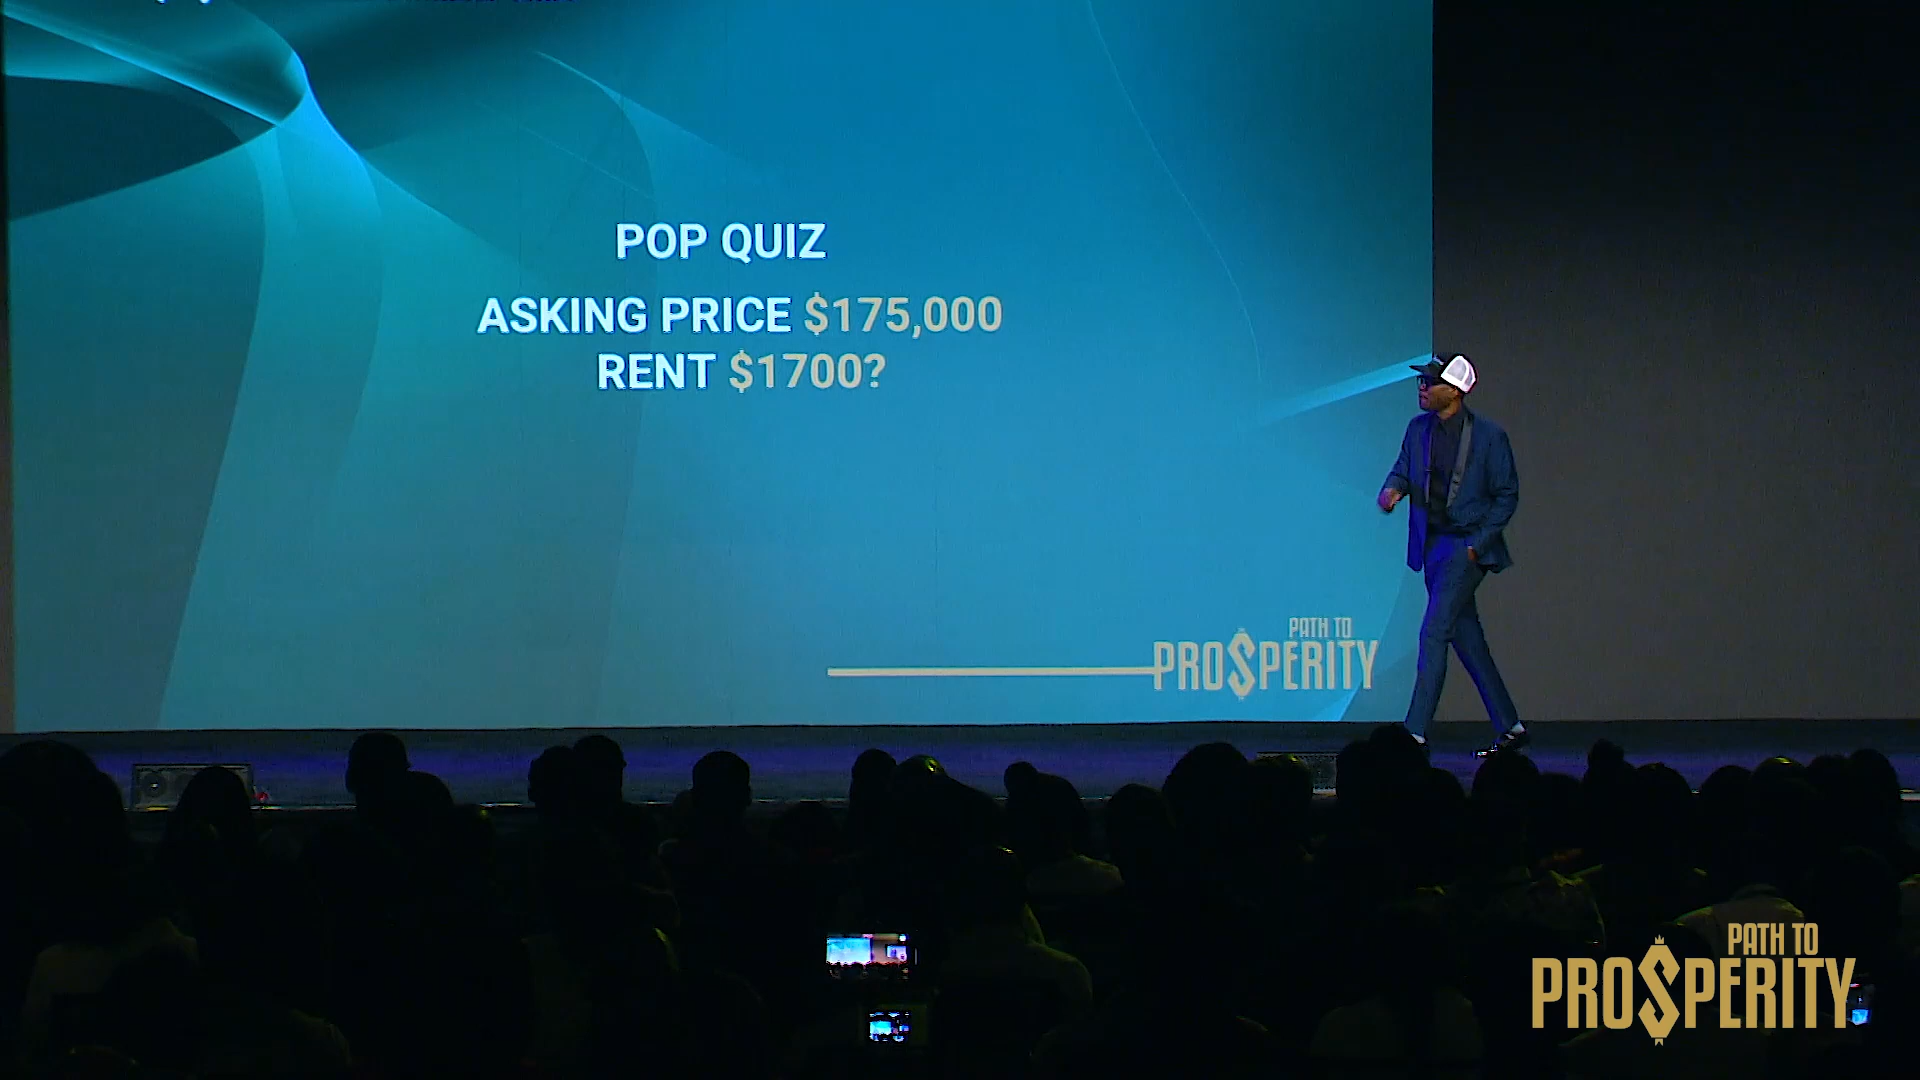 POP QUIZ
ASKING PRICE $175,000
RENT $1700?
PATH TO
PRO$PERITY
PATH TO
PRO$PERITY